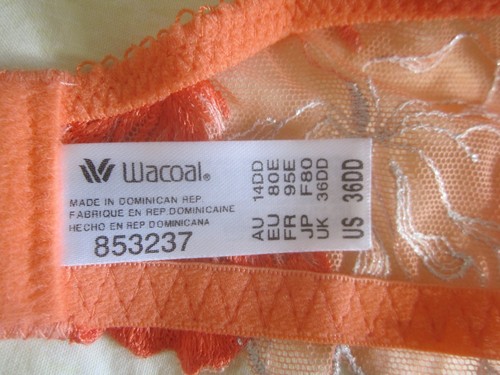 Wacoal®
MADE IN DOMINICAN REP.
FABRIQUE EN REP. DOMINICAINE
HECHO EN REP. DOMINICANA
853237
AU 14DD
EU 80E
FR 95E
JP F80
UK 36DD
US 36DD